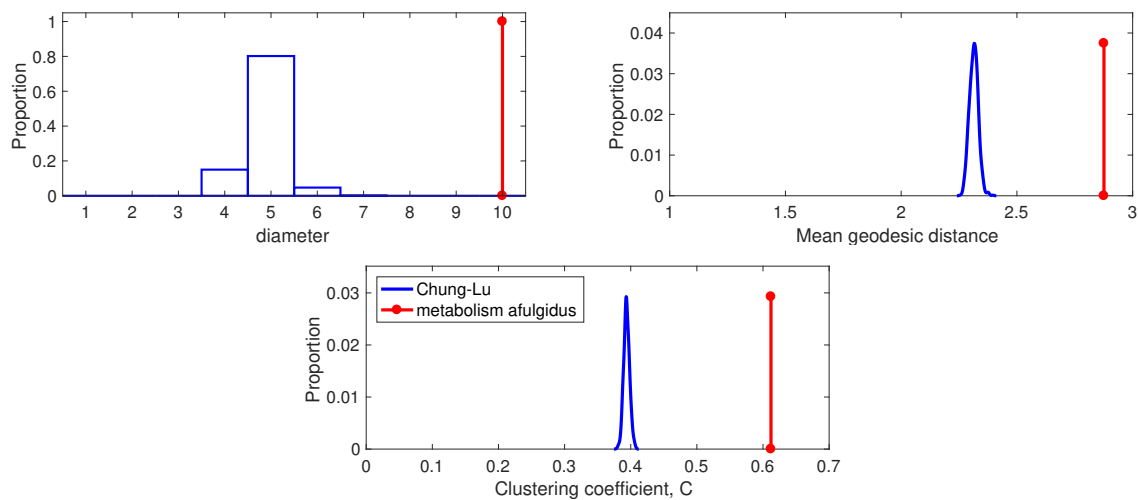 Proportion
1
0.8
0.6
0.4
0.2
0
1 2 3 4 5 6 7 8 9 10
diameter
Proportion
0.04
0.03
0.02
0.01
0
1 1.5 2 2.5 3
Mean geodesic distance
Proportion
0.03
0.02
0.01
0
Chung-Lu
metabolism afulgidus
0 0.1 0.2 0.3 0.4 0.5 0.6 0.7
Clustering coefficient, C